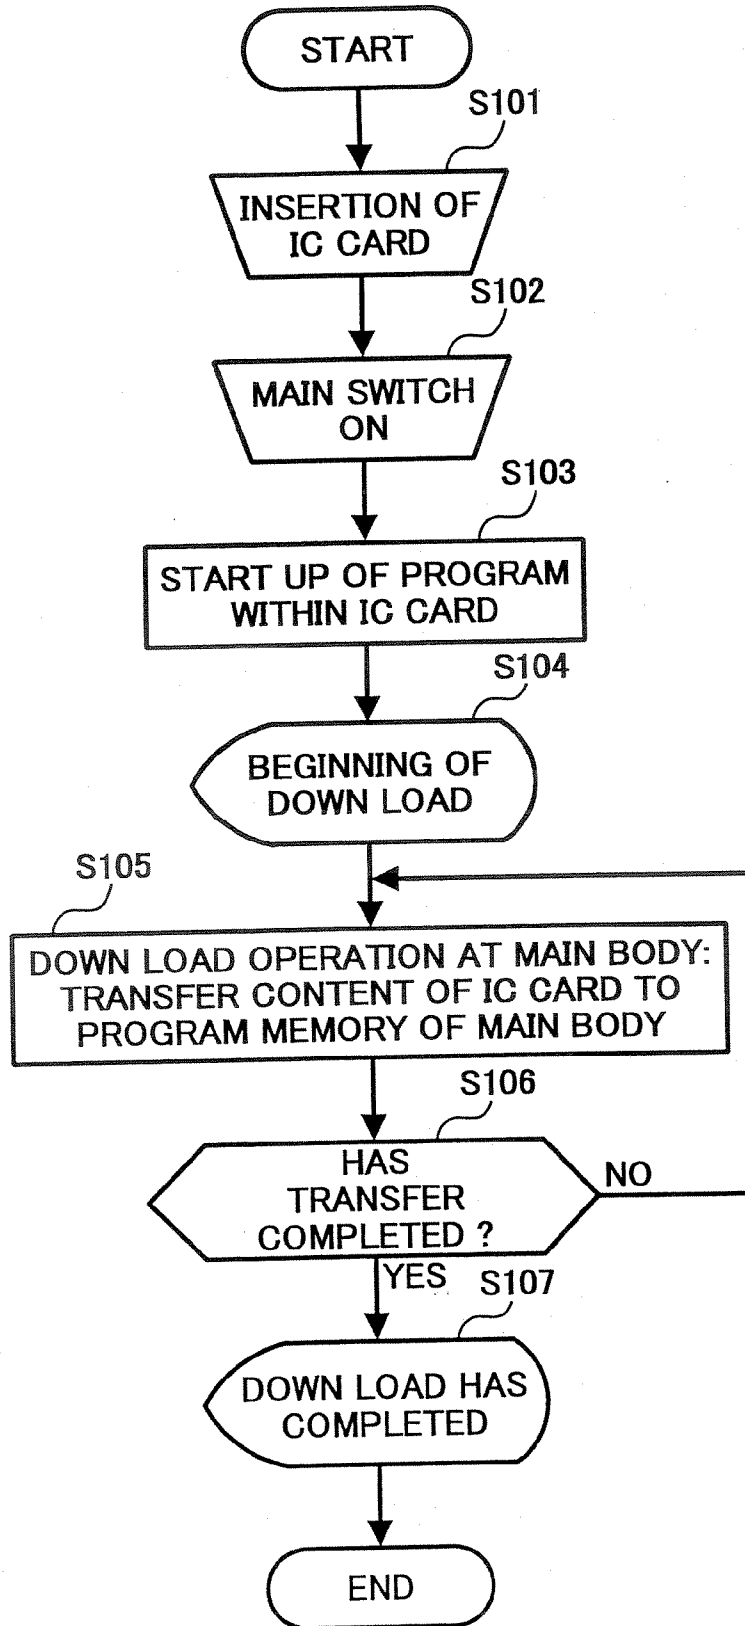 START
S101
INSERTION OF
IC CARD
S102
MAIN SWITCH
ON
S103
START UP OF PROGRAM
WITHIN IC CARD
S104
BEGINNING OF
DOWN LOAD
S105
DOWN LOAD OPERATION AT MAIN BODY:
TRANSFER CONTENT OF IC CARD TO
PROGRAM MEMORY OF MAIN BODY
S106
HAS
TRANSFER
COMPLETED ?
NO
YES
S107
DOWN LOAD HAS
COMPLETED
END